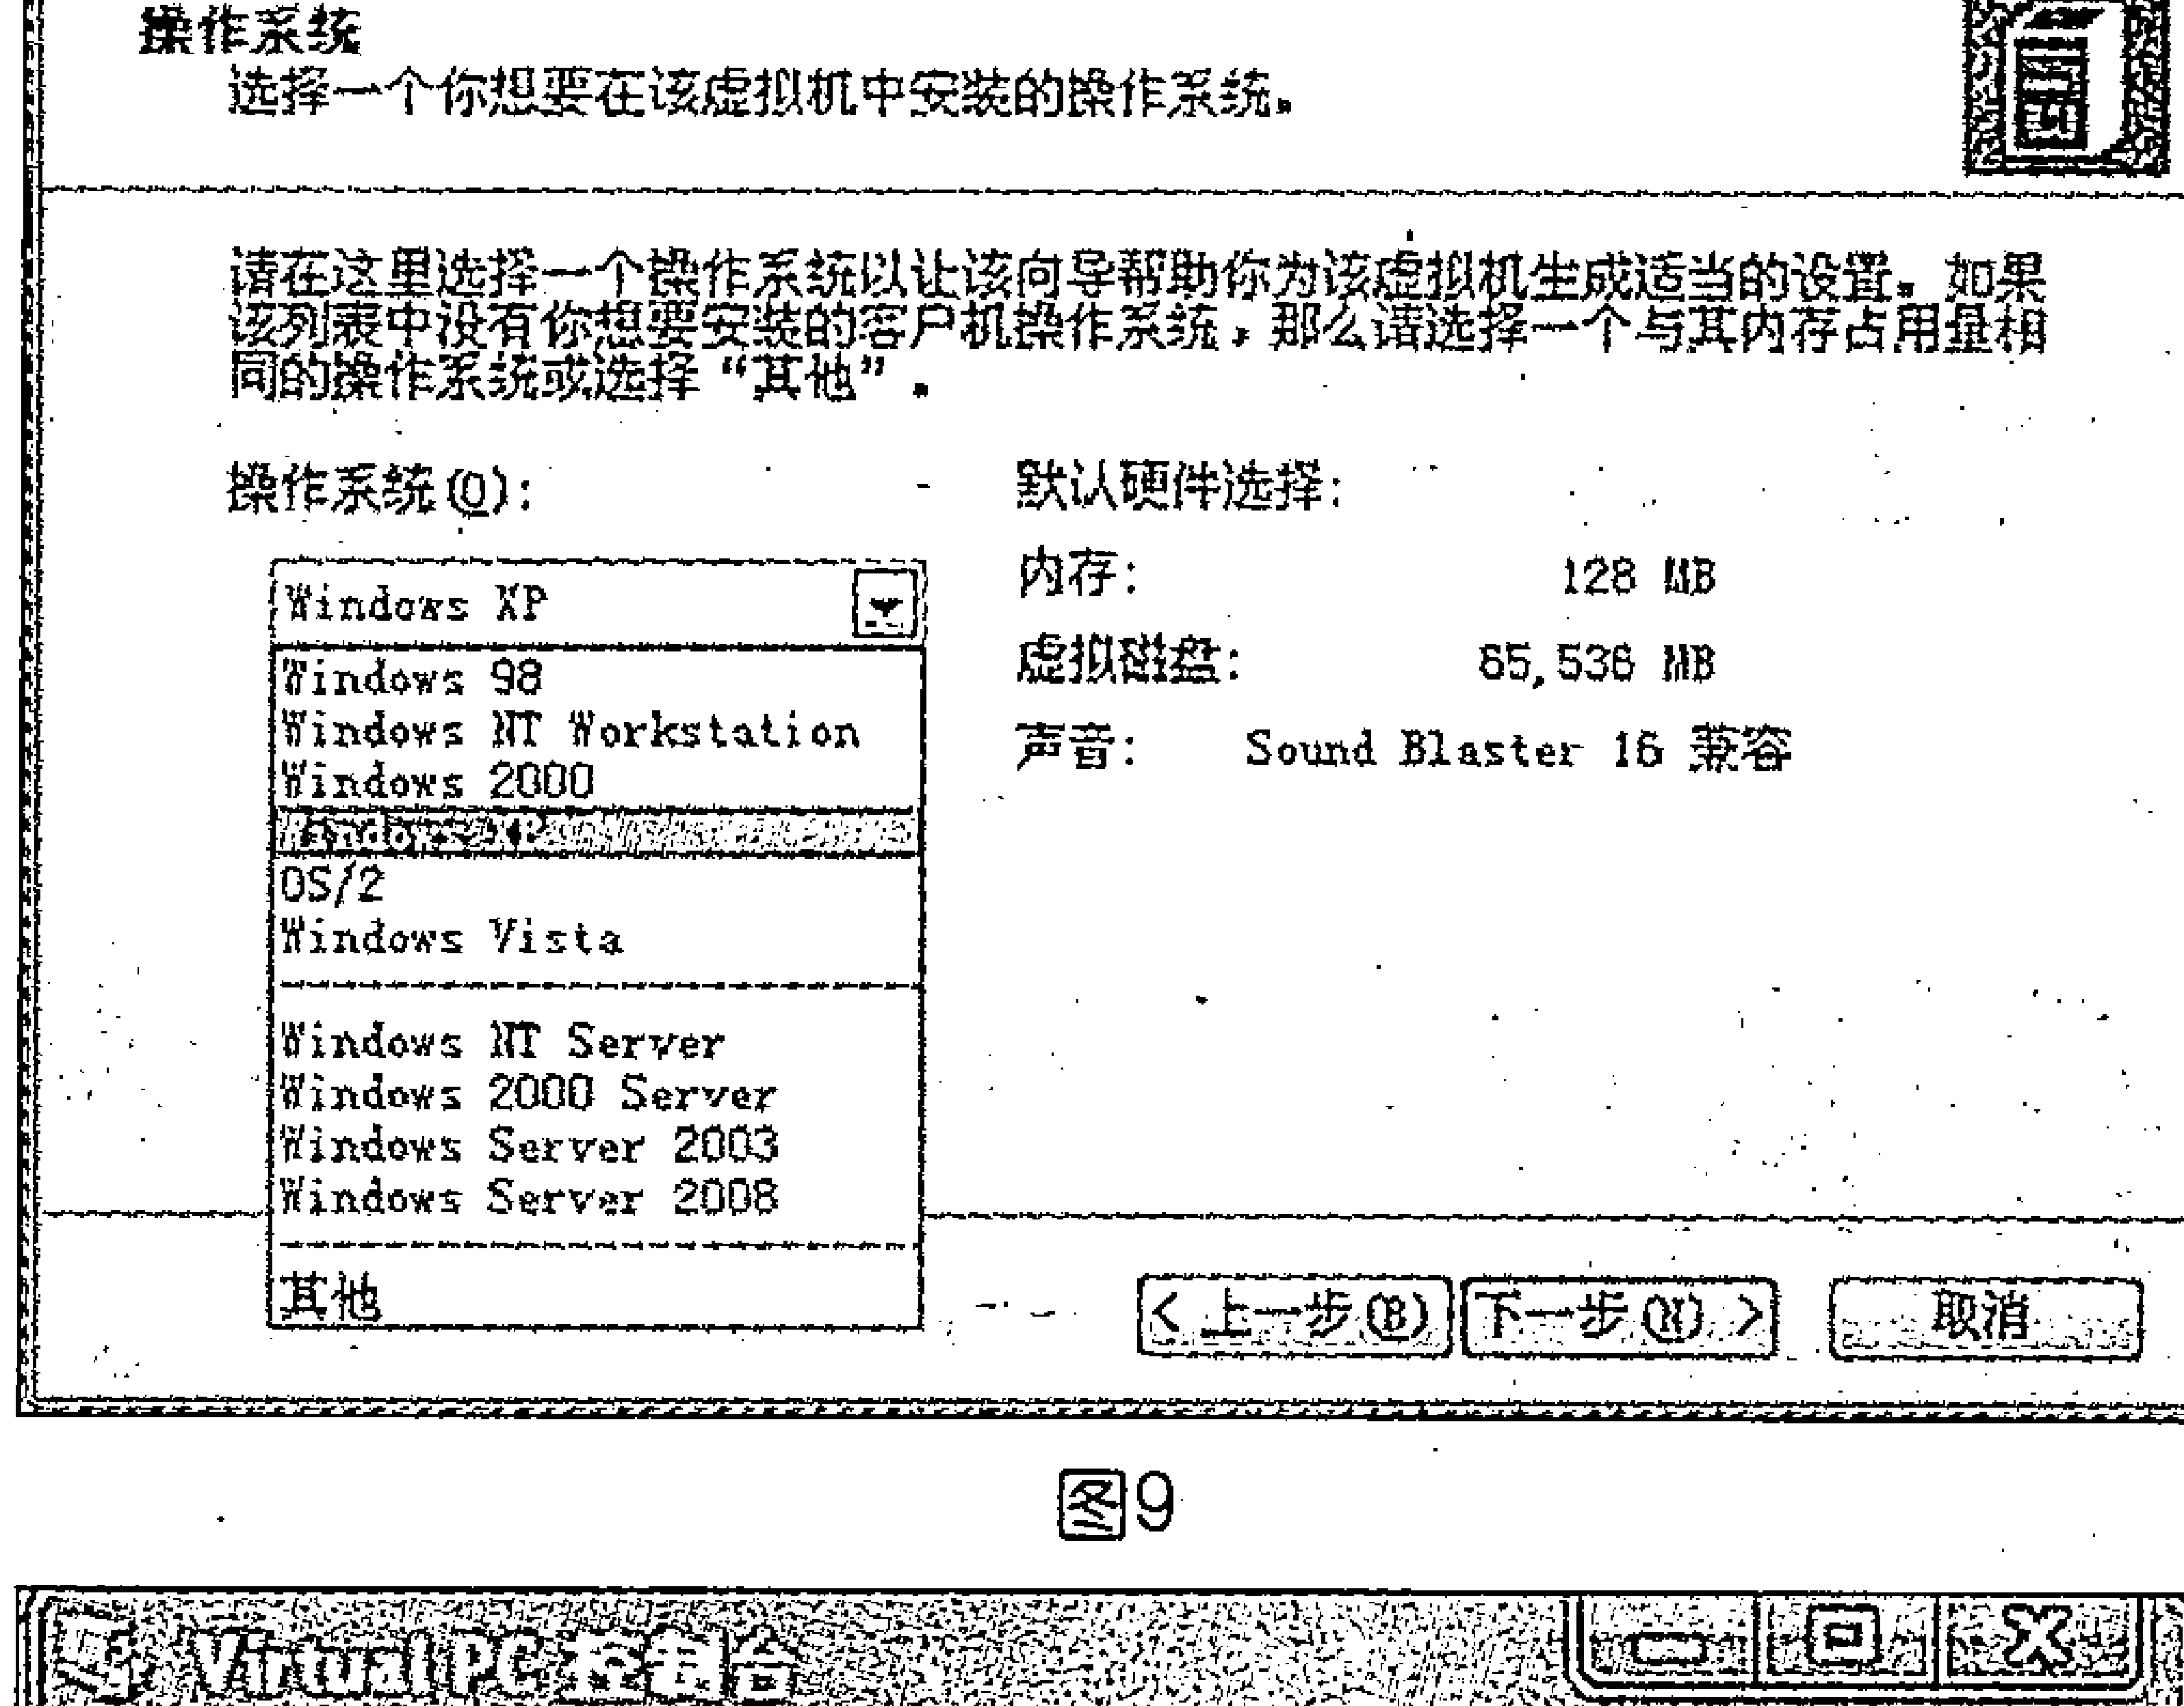 操作系统
选择一个你想要在该虚拟机中安装的操作系统。
请在这里选择一个操作系统以让该向导帮助你为该虚拟机生成适当的设置。如果
该列表中没有你想要安装的客户机操作系统，那么请选择一个与其内存占用量相
同的操作系统或选择“其他”。
操作系统(O):
默认硬件选择:
内存: 128 MB
虚拟磁盘: 65,536 MB
声音: Sound Blaster 16 兼容
Windows XP
Windows 98
Windows NT Workstation
Windows 2000
Windows XP
OS/2
Windows Vista
Windows NT Server
Windows 2000 Server
Windows Server 2003
Windows Server 2008
其他
< 上一步(B) 下一步(N) > 取消
图9
Virtual PC 控制台